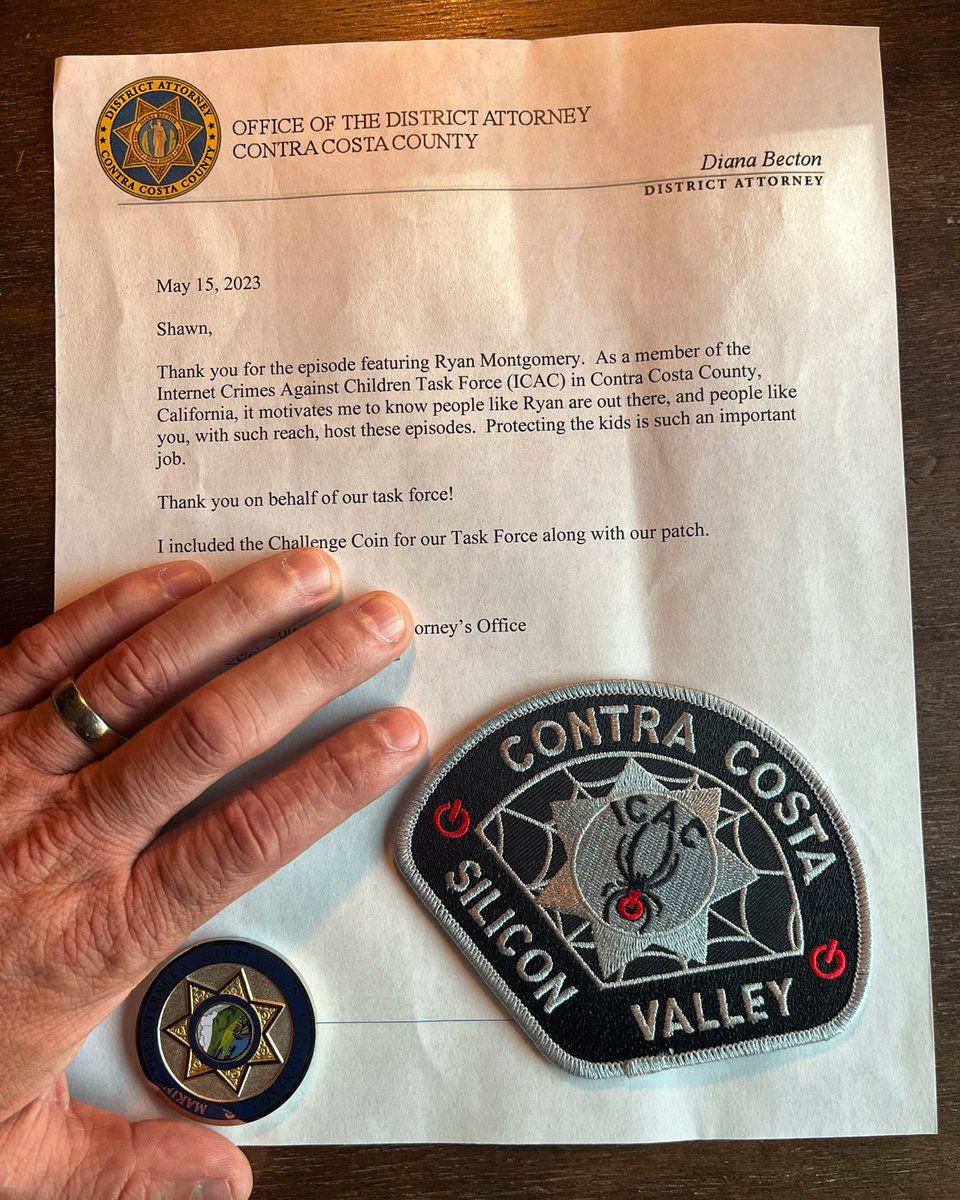 DISTRICT ATTORNEY
CONTRA COSTA COUNTY
OFFICE OF THE DISTRICT ATTORNEY
CONTRA COSTA COUNTY
Diana Becton
DISTRICT ATTORNEY
May 15, 2023
Shawn,
Thank you for the episode featuring Ryan Montgomery. As a member of the
Internet Crimes Against Children Task Force (ICAC) in Contra Costa County,
California, it motivates me to know people like Ryan are out there, and people like
you, with such reach, host these episodes. Protecting the kids is such an important
job.
Thank you on behalf of our task force!
I included the Challenge Coin for our Task Force along with our patch.
orney's Office
CONTRA COSTA
ICAC
SILICON VALLEY
THE INTERNET